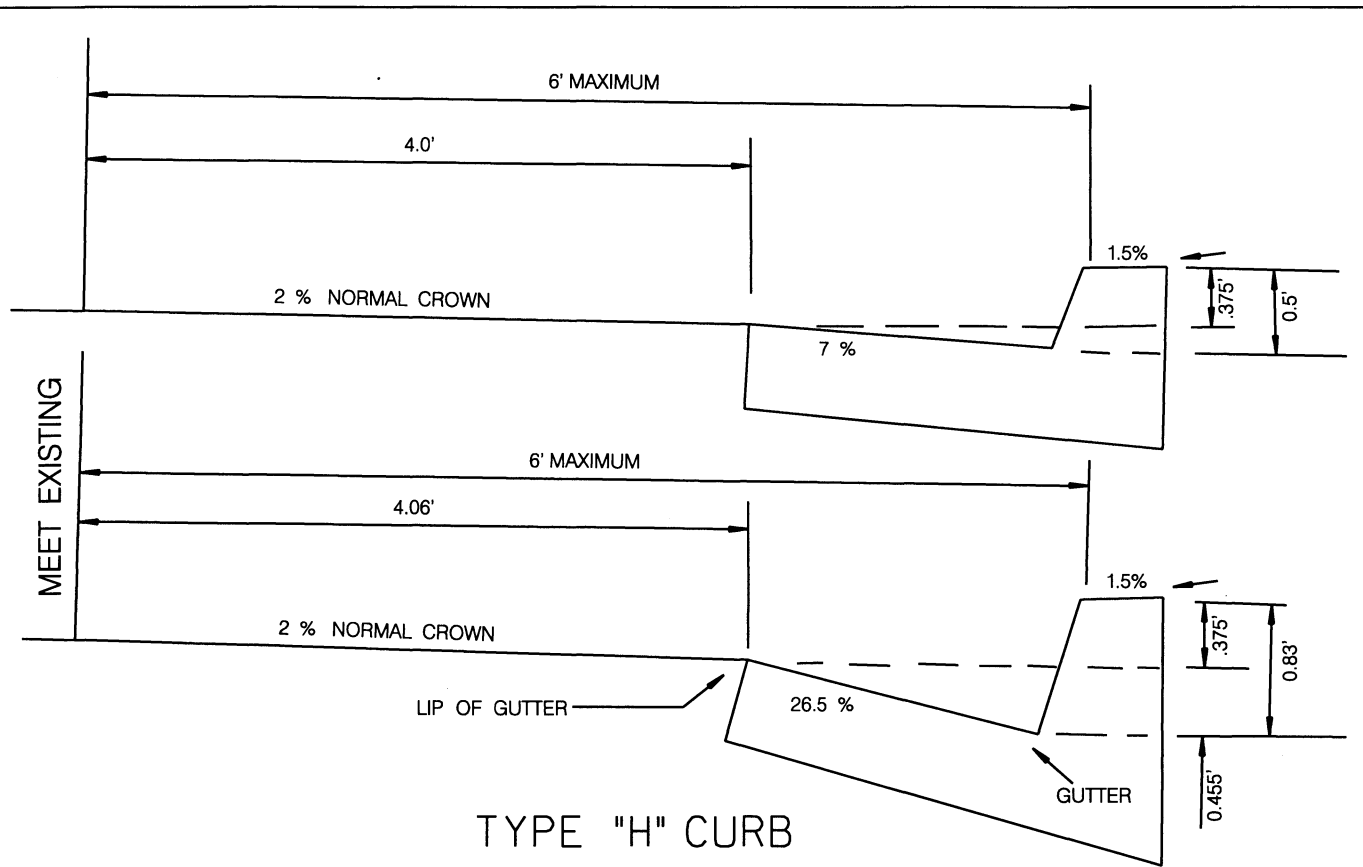 6' MAXIMUM
4.0'
1.5%
2 % NORMAL CROWN
7 %
.375'
0.5'
MEET EXISTING
6' MAXIMUM
4.06'
1.5%
2 % NORMAL CROWN
.375'
0.83'
LIP OF GUTTER
26.5 %
GUTTER
0.455'
TYPE "H" CURB